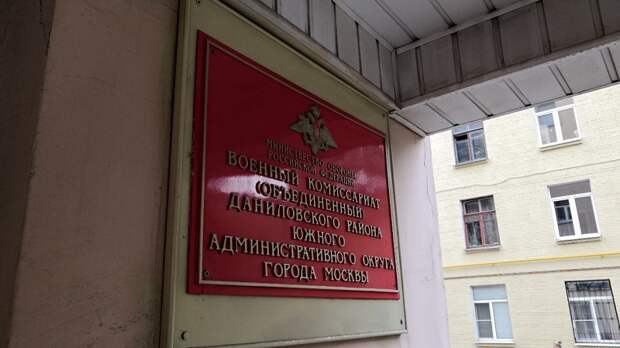 МИНИСТЕРСТВО ОБОРОНЫ
РОССИЙСКОЙ ФЕДЕРАЦИИ
ВОЕННЫЙ КОМИССАРИАТ
(ОБЪЕДИНЕННЫЙ)
ДАНИЛОВСКОГО РАЙОНА
ЮЖНОГО
АДМИНИСТРАТИВНОГО ОКРУГА
ГОРОДА МОСКВЫ